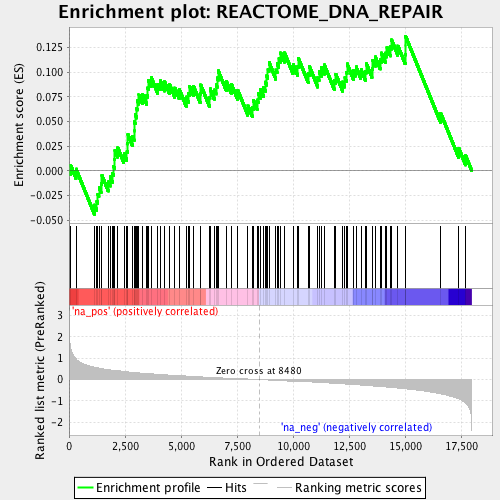 Enrichment plot: REACTOME_DNA_REPAIR
Enrichment score (ES)
0.125
0.100
0.075
0.050
0.025
0.000
-0.025
-0.050
'na_pos' (positively correlated)
Ranked list metric (PreRanked)
3
2
1
0
-1
-2
Zero cross at 8480
'na_neg' (negatively correlated)
0 2,500 5,000 7,500 10,000 12,500 15,000 17,500
Rank in Ordered Dataset
Enrichment profile Hits Ranking metric scores